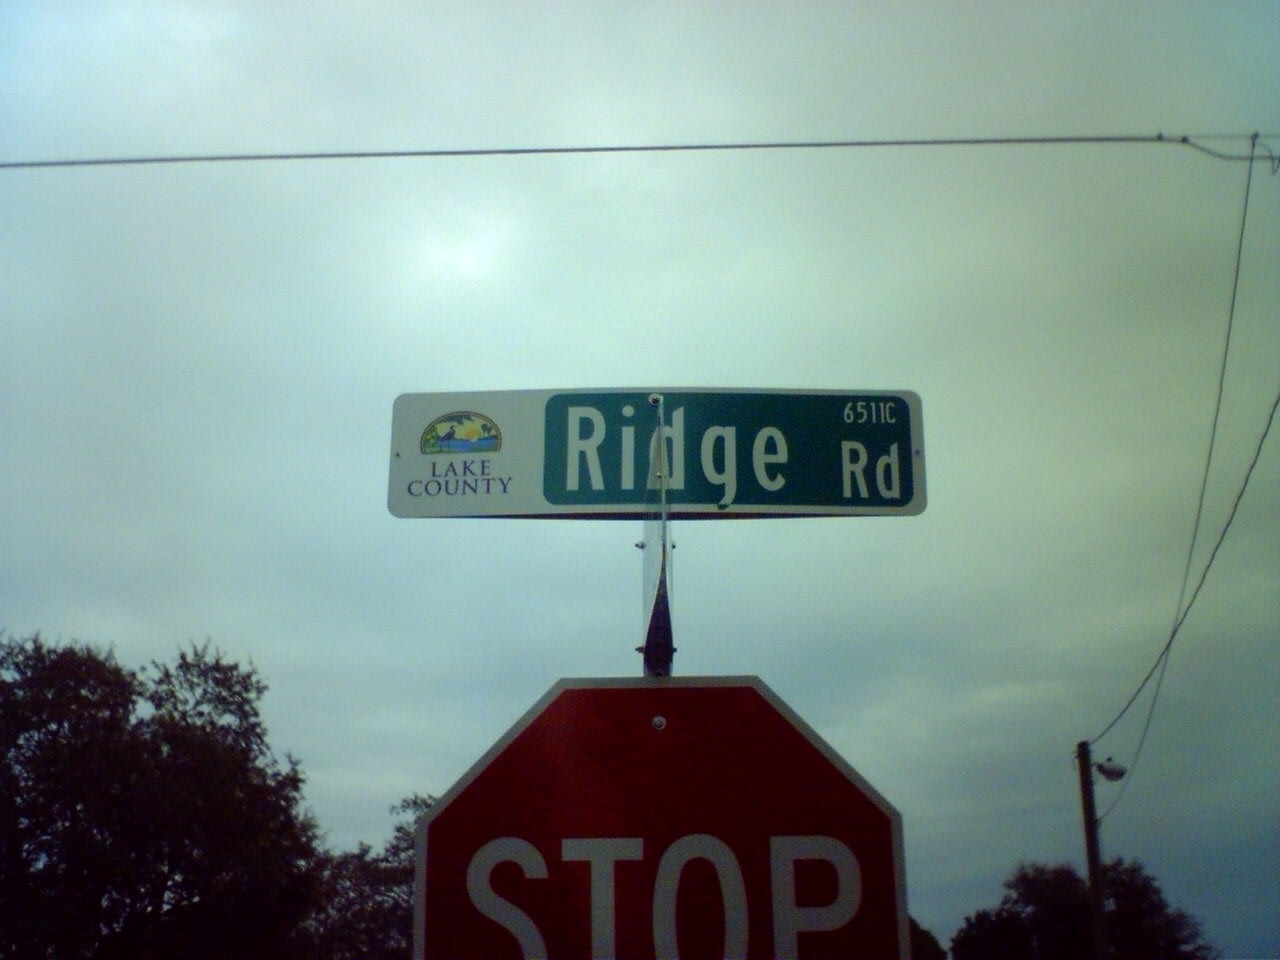 LAKE
COUNTY
Ridge Rd
6511C
STOP